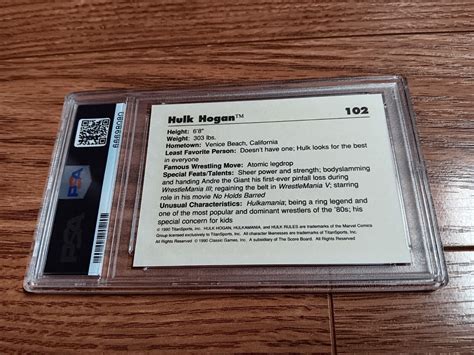 Hulk Hogan™
102
Height: 6'8"
Weight: 303 lbs.
Hometown: Venice Beach, California
Least Favorite Person: Doesn't have one; Hulk looks for the best
in everyone
Famous Wrestling Move: Atomic legdrop
Special Feats/Talents: Sheer power and strength; bodyslamming
and handing Andre the Giant his first-ever pinfall loss during
WrestleMania III; regaining the belt in WrestleMania V; starring
role in his movie No Holds Barred
Unusual Characteristics: Hulkamania; being a ring legend and
one of the most popular and dominant wrestlers of the '80s; his
special concern for kids
© 1990 TitanSports, Inc. HULK HOGAN, HULKAMANIA, and HULK RULES are trademarks of the Marvel Comics
Group licensed exclusively to TitanSports, Inc. All character likenesses are trademarks of TitanSports, Inc.
All Rights Reserved. © 1990 Classic Games, Inc. A subsidiary of The Score Board, Inc. All Rights Reserved.
PSA
PSA